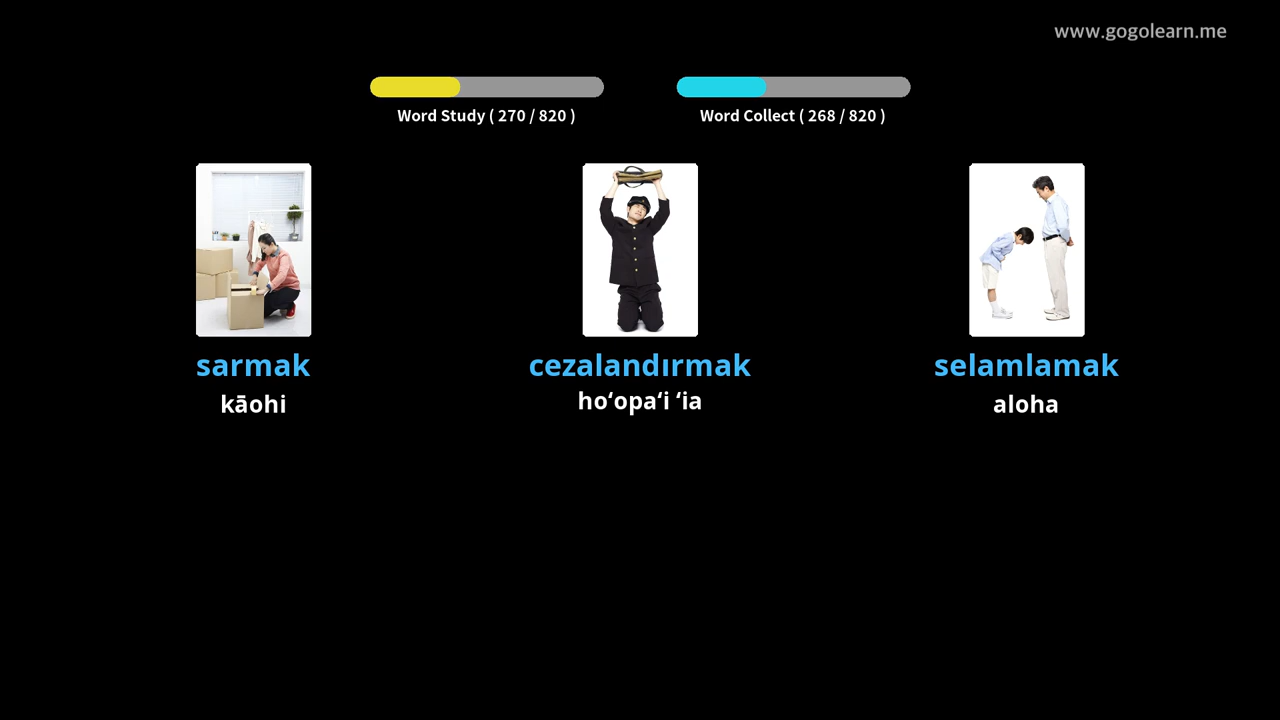 www.gogolearn.me
Word Study ( 270 / 820 )
Word Collect ( 268 / 820 )
sarmak
kāohi
cezalandırmak
hoʻopaʻi ʻia
selamlamak
aloha